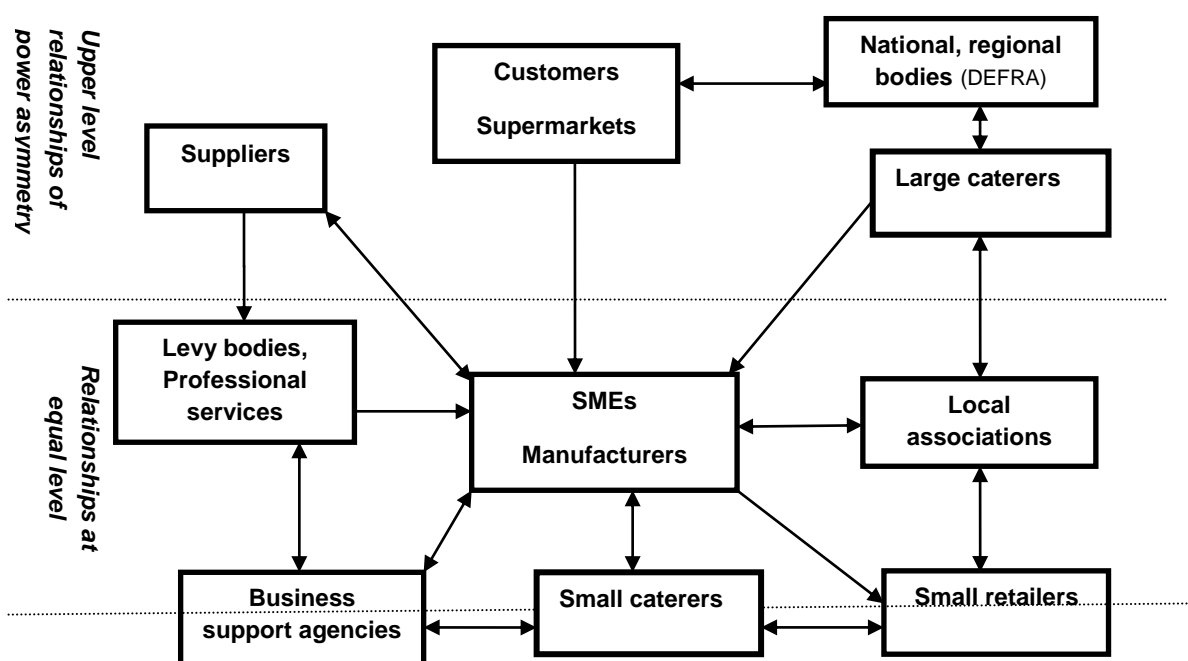 Upper level
relationships of
power asymmetry
Customers
Supermarkets
National, regional
bodies (DEFRA)
Suppliers
Large caterers
Relationships at
equal level
Levy bodies,
Professional
services
SMEs
Manufacturers
Local
associations
Business
support agencies
Small caterers
Small retailers